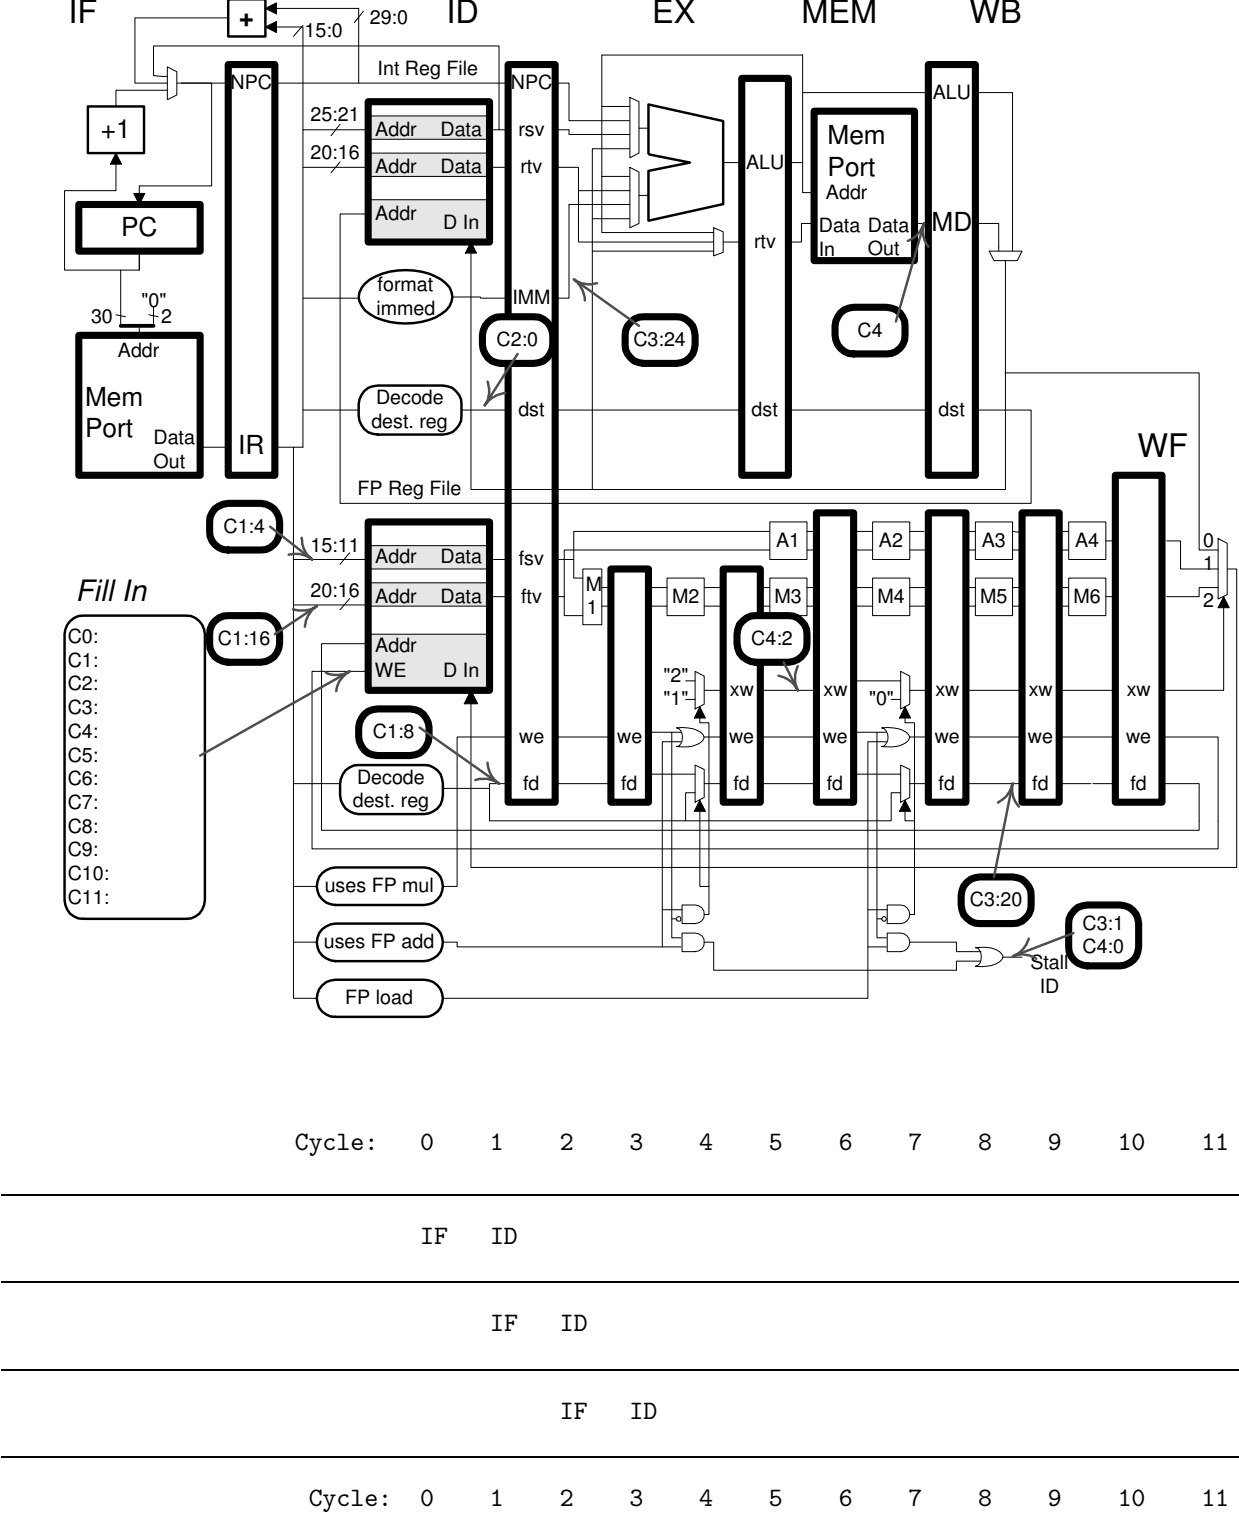 IF ID EX MEM WB
+
29:0
15:0
NPC
Int Reg File
NPC
ALU
+1
25:21
Addr Data
rsv
20:16
Addr Data
rtv
ALU
Mem
Port
Addr
PC
Addr
D In
rtv
Data Data
In Out
MD
format
immed
IMM
30
"0"
2
Addr
C2:0
C3:24
C4
Mem
Port
Data
Out
IR
Decode
dest. reg
dst
dst
dst
WF
FP Reg File
C1:4
15:11
Addr Data
fsv
A1
A2
A3
A4
0
1
2
Fill In
20:16
Addr Data
ftv
M
1
M2
M3
M4
M5
M6
C1:16
Addr
WE D In
C4:2
"2"
"1"
xw
xw
"0"
xw
xw
xw
C0:
C1:
C2:
C3:
C4:
C5:
C6:
C7:
C8:
C9:
C10:
C11:
C1:8
we
we
we
we
we
we
we
Decode
dest. reg
fd
fd
fd
fd
fd
fd
fd
uses FP mul
C3:20
uses FP add
C3:1
C4:0
Stall
ID
FP load
Cycle: 0 1 2 3 4 5 6 7 8 9 10 11
IF ID
IF ID
IF ID
Cycle: 0 1 2 3 4 5 6 7 8 9 10 11